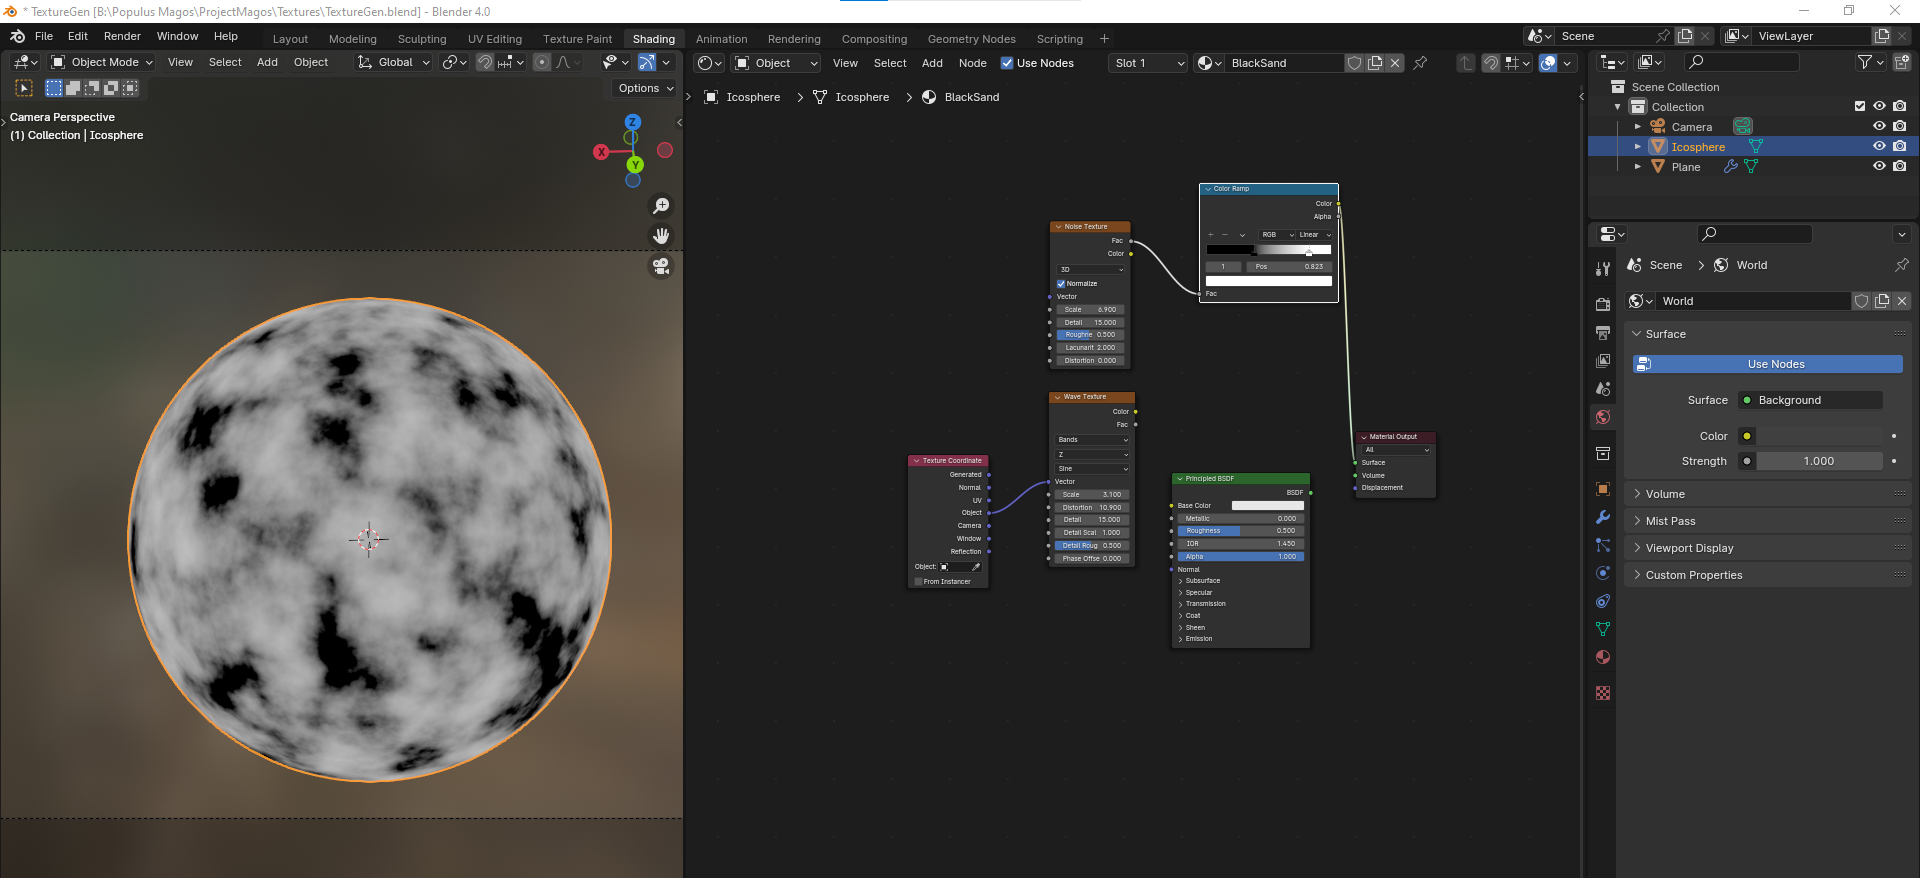 * TextureGen [B:\Populus Magos\ProjectMagos\Textures\TextureGen.blend] - Blender 4.0
File Edit Render Window Help
Layout Modeling Sculpting UV Editing Texture Paint Shading Animation Rendering Compositing Geometry Nodes Scripting +
Scene
ViewLayer
Object Mode View Select Add Object Global
Options
Camera Perspective
(1) Collection | Icosphere
Z
X
Y
Object View Select Add Node Use Nodes Slot 1 BlackSand
Icosphere > Icosphere > BlackSand
Noise Texture
Fac
Color
3D
Normalize
Vector
Scale 6.900
Detail 15.000
Roughne 0.500
Lacunarit 2.000
Distortion 0.000
Color Ramp
Color
Alpha
+ − RGB Linear
1 Pos 0.823
Fac
Wave Texture
Color
Fac
Bands
Z
Sine
Vector
Scale 3.100
Distortion 10.900
Detail 15.000
Detail Scal 1.000
Detail Roug 0.500
Phase Offse 0.000
Texture Coordinate
Generated
Normal
UV
Object
Camera
Window
Reflection
Object:
From Instancer
Principled BSDF
BSDF
Base Color
Metallic 0.000
Roughness 0.500
IOR 1.450
Alpha 1.000
Normal
Subsurface
Specular
Transmission
Coat
Sheen
Emission
Material Output
All
Surface
Volume
Displacement
Scene Collection
Collection
Camera
Icosphere
Plane
Scene > World
World
Surface
Use Nodes
Surface Background
Color
Strength 1.000
Volume
Mist Pass
Viewport Display
Custom Properties